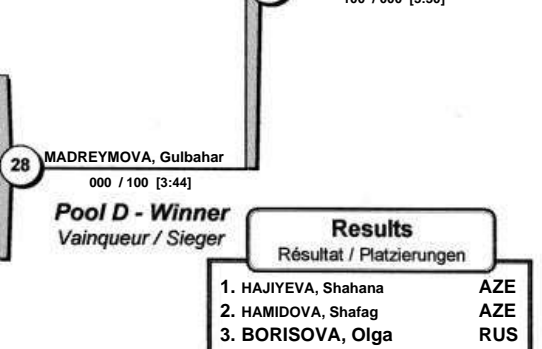 28
MADREYMOVA, Gulbahar
000 / 100 [3:44]
Pool D - Winner
Vainqueur / Sieger
Results
Résultat / Platzierungen
1. HAJIYEVA, Shahana AZE
2. HAMIDOVA, Shafag AZE
3. BORISOVA, Olga RUS